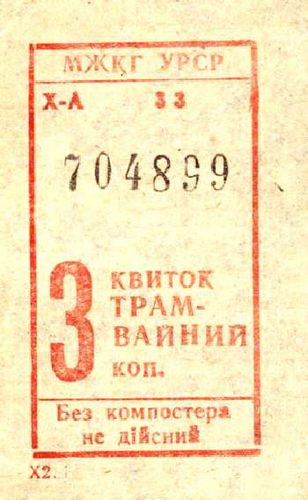 МЖКГ УРСР
Х-А 33
704899
3 КВИТОК
ТРАМ-
ВАЙНИЙ
коп.
Без компостера
не дійсний
Х2.